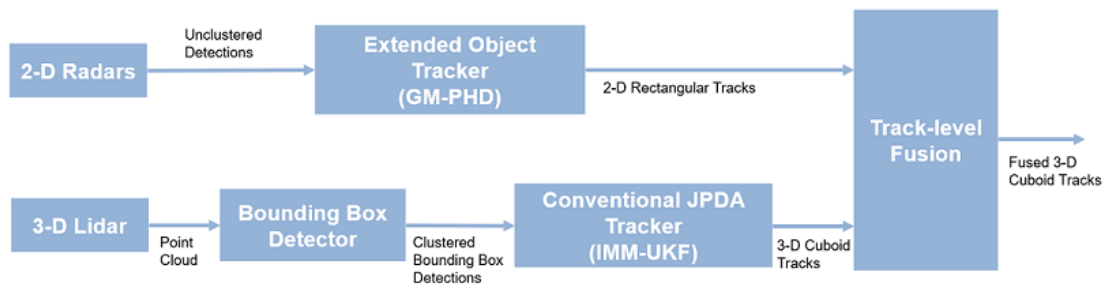 2-D Radars
Unclustered
Detections
Extended Object
Tracker
(GM-PHD)
2-D Rectangular Tracks
Track-level
Fusion
Fused 3-D
Cuboid Tracks
3-D Lidar
Point
Cloud
Bounding Box
Detector
Clustered
Bounding Box
Detections
Conventional JPDA
Tracker
(IMM-UKF)
3-D Cuboid
Tracks